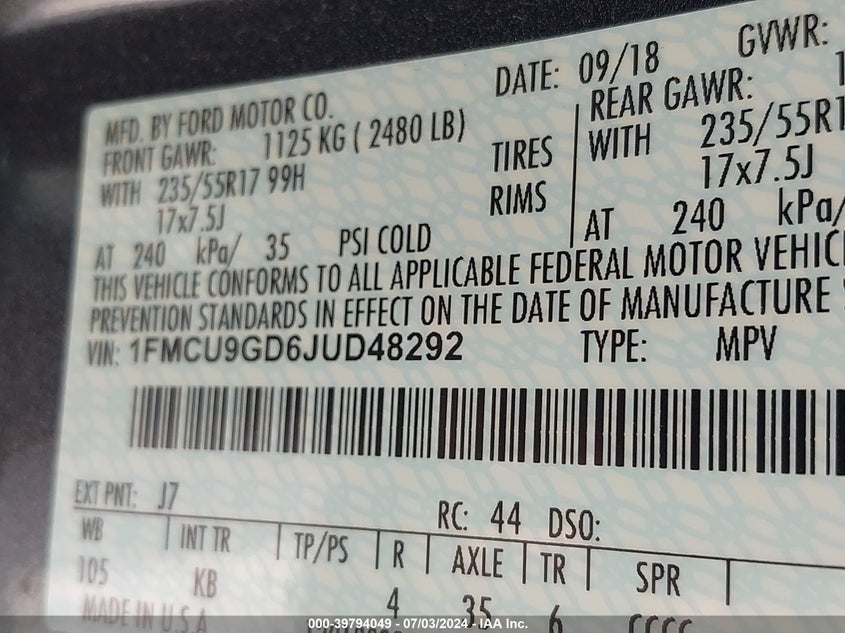 DATE: 09/18 GVWR:
MFD. BY FORD MOTOR CO.
FRONT GAWR: 1125 KG ( 2480 LB) REAR GAWR:
WITH 235/55R17 99H TIRES WITH 235/55R1
17x7.5J RIMS 17x7.5J
AT 240 kPa/ 35 PSI COLD AT 240 kPa/
THIS VEHICLE CONFORMS TO ALL APPLICABLE FEDERAL MOTOR
PREVENTION STANDARDS IN EFFECT ON THE DATE OF MANUFACTURE
VIN: 1FMCU9GD6JUD48292 TYPE: MPV
EXT PNT: J7 RC: 44 DSO:
WB INT TR TP/PS R AXLE TR SPR
105 KB 4 35 6
MADE IN U.S.A
000-39794049 - 07/03/2024 - IAA Inc.